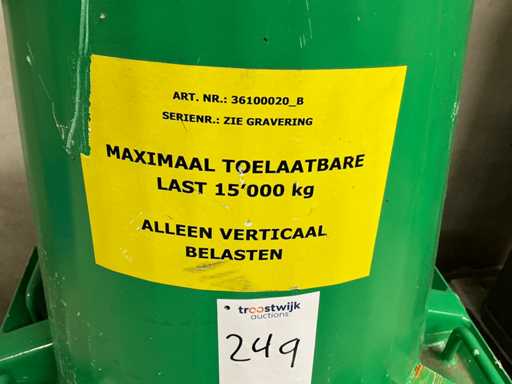 ART. NR.: 36100020_B
SERIENR.: ZIE GRAVERING
MAXIMAAL TOELAATBARE
LAST 15'000 kg
ALLEEN VERTICAAL
BELASTEN
troostwijk
auctions
249